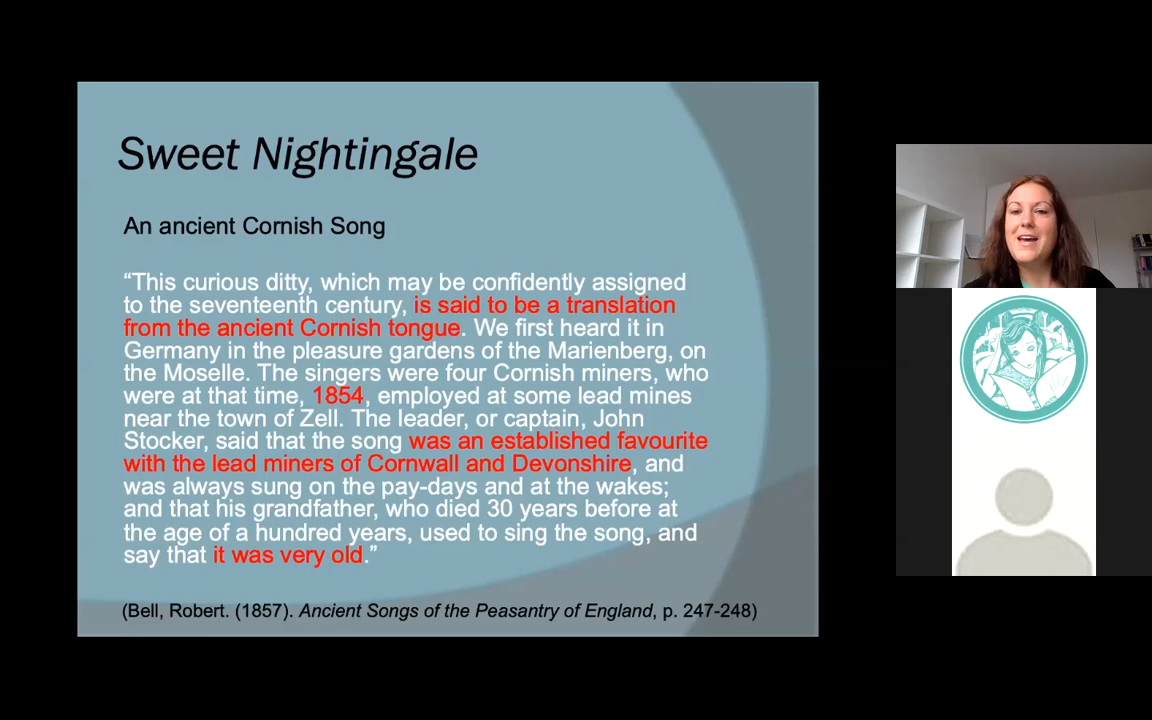 Sweet Nightingale
An ancient Cornish Song
“This curious ditty, which may be confidently assigned
to the seventeenth century, is said to be a translation
from the ancient Cornish tongue. We first heard it in
Germany in the pleasure gardens of the Marienberg, on
the Moselle. The singers were four Cornish miners, who
were at that time, 1854, employed at some lead mines
near the town of Zell. The leader, or captain, John
Stocker, said that the song was an established favourite
with the lead miners of Cornwall and Devonshire, and
was always sung on the pay-days and at the wakes;
and that his grandfather, who died 30 years before at
the age of a hundred years, used to sing the song, and
say that it was very old.”
(Bell, Robert. (1857). Ancient Songs of the Peasantry of England, p. 247-248)